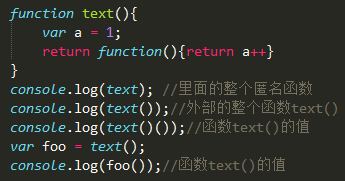 function text(){
    var a = 1;
    return function(){return a++}
}
console.log(text); //里面的整个匿名函数
console.log(text());//外部的整个函数text()
console.log(text()());//函数text()的值
var foo = text();
console.log(foo());//函数text()的值